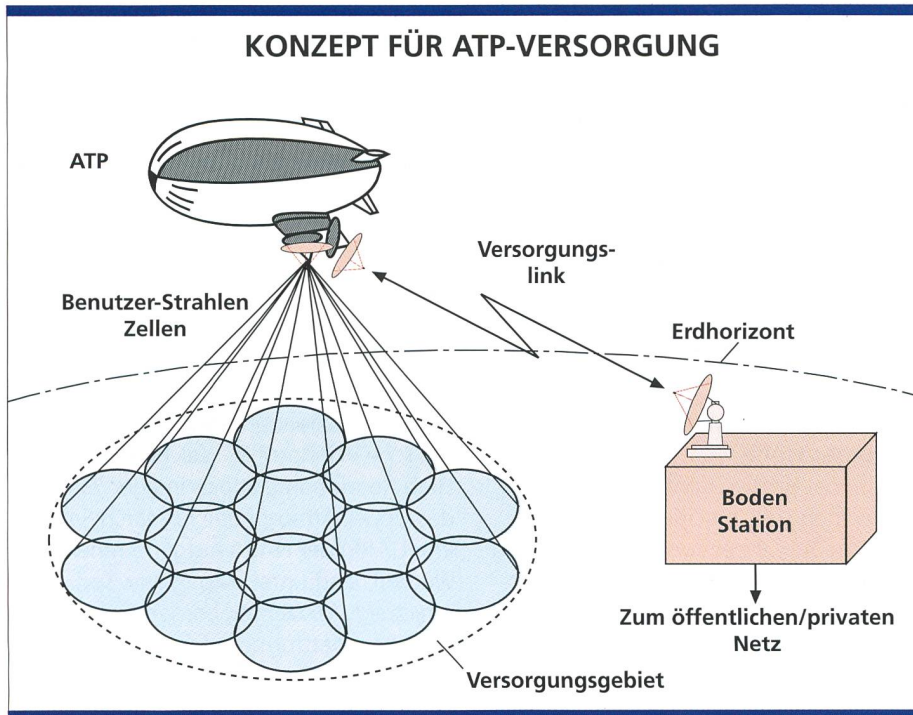 KONZEPT FÜR ATP-VERSORGUNG
ATP
Versorgungs-
link
Benutzer-Strahlen
Zellen
Erdhorizont
Boden
Station
Zum öffentlichen/privaten
Netz
Versorgungsgebiet